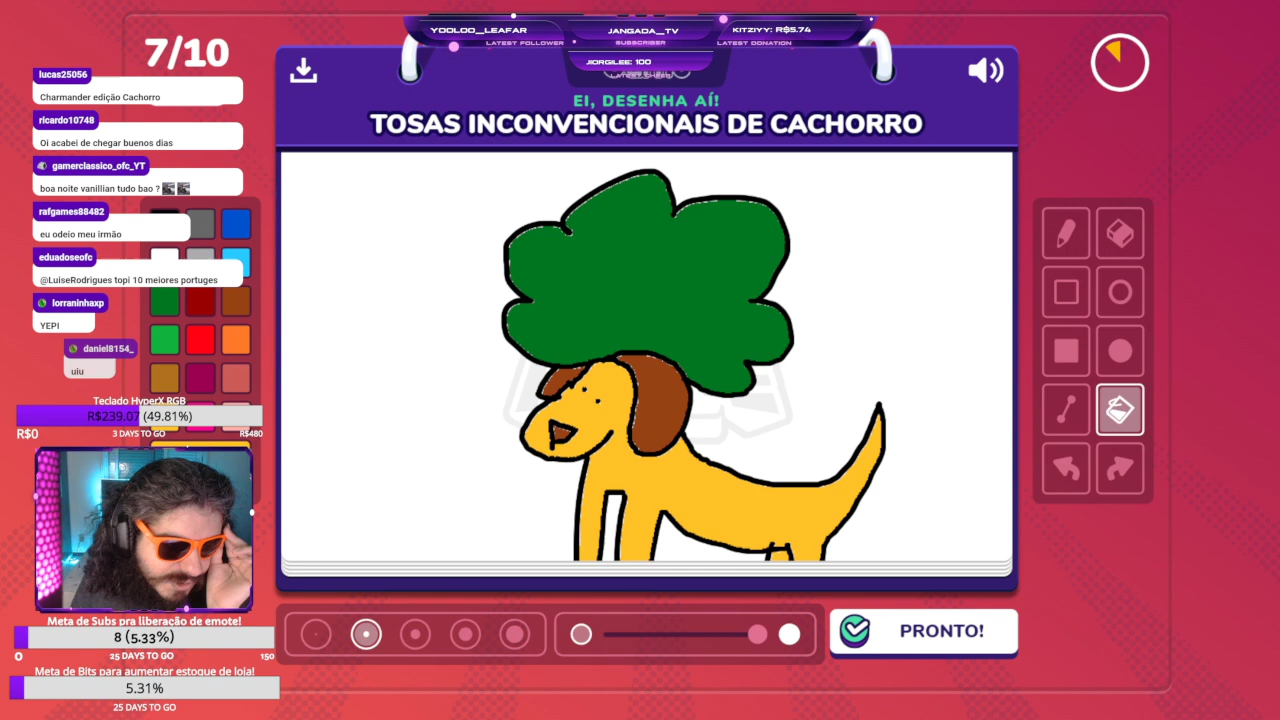 YOOLOO_LEAFAR
LATEST FOLLOWER
JANGADA_TV
SUBSCRIBER
KITZIYY: R$5.74
LATEST DONATION
JIORGILEE: 100
7/10
EI, DESENHA AÍ!
TOSAS INCONVENCIONAIS DE CACHORRO
lucas25056
Charmander edição Cachorro
ricardo10748
Oi acabei de chegar buenos dias
gamerclassico_ofc_YT
boa noite vanillian tudo bao ?
rafgames88482
eu odeio meu irmão
eduadoseofc
@LuiseRodrigues topi 10 meiores portuges
lorraninhaxp
YEPI
daniel8154_
uiu
Teclado HyperX RGB
R$239.07 (49.81%)
R$0
3 DAYS TO GO
R$480
Meta de Subs pra liberação de emote!
8 (5.33%)
0
25 DAYS TO GO
150
Meta de Bits para aumentar estoque de loja!
5.31%
25 DAYS TO GO
PRONTO!